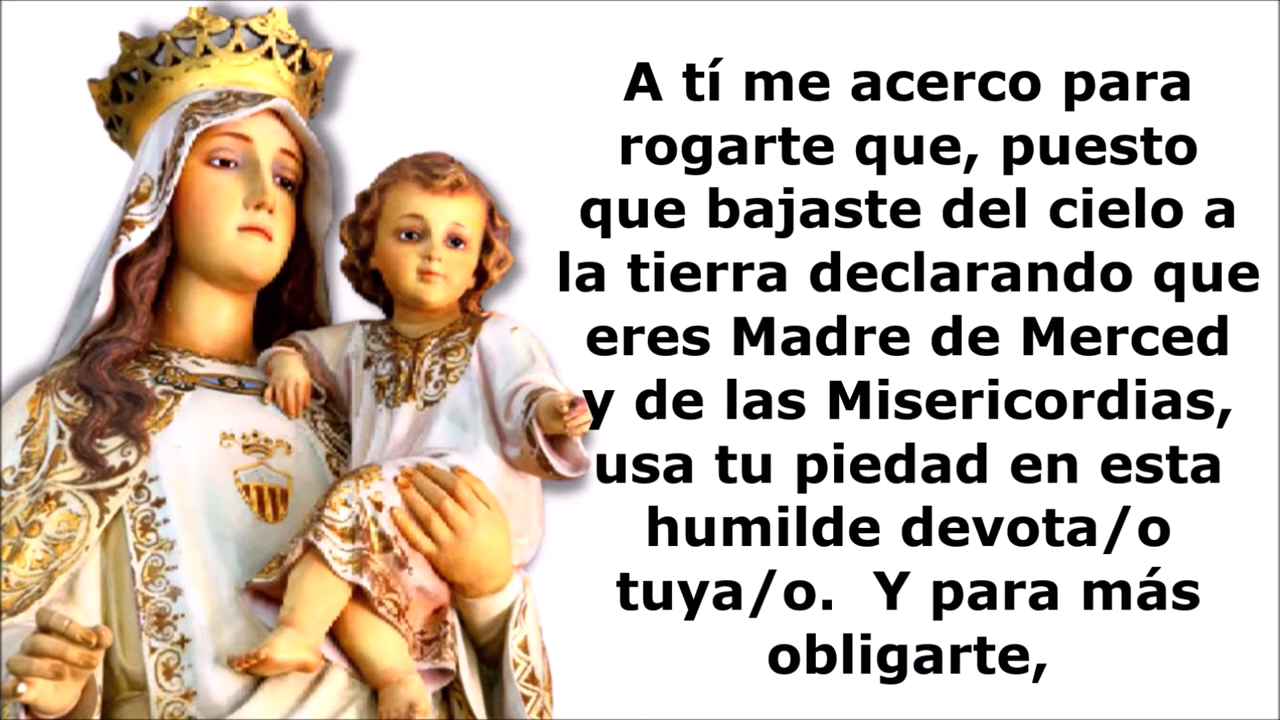 A tí me acerco para
rogarte que, puesto
que bajaste del cielo a
la tierra declarando que
eres Madre de Merced
y de las Misericordias,
usa tu piedad en esta
humilde devota/o
tuya/o.  Y para más
obligarte,